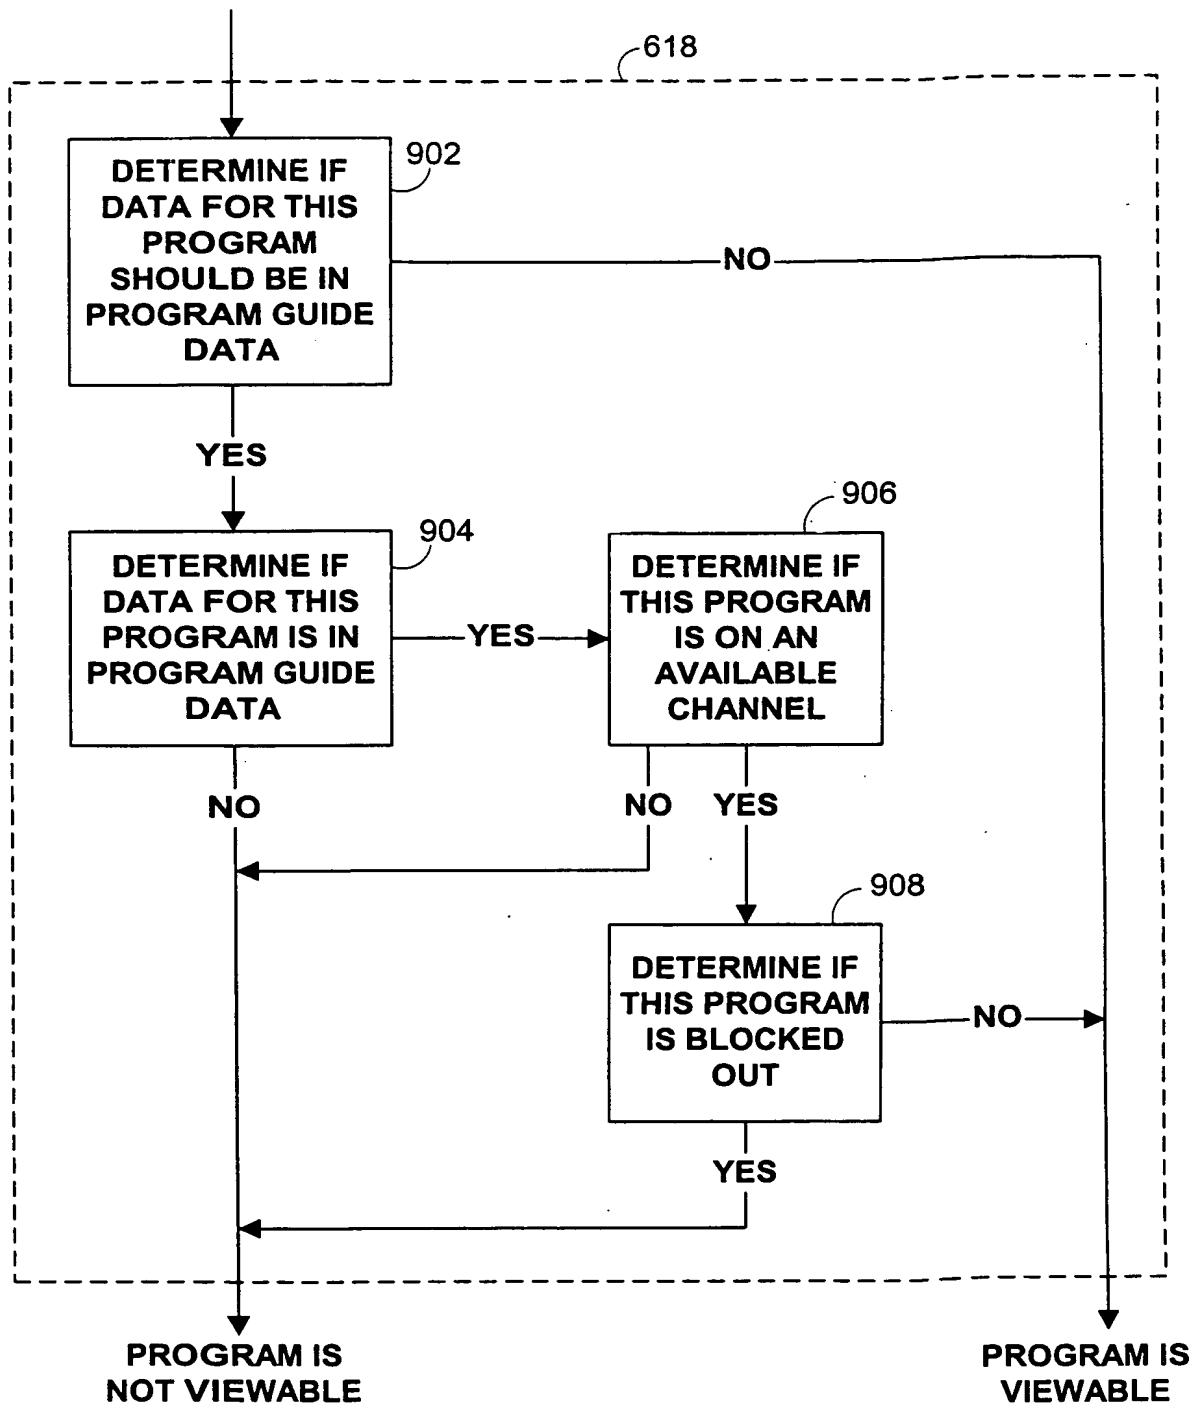 618
902
DETERMINE IF
DATA FOR THIS
PROGRAM
SHOULD BE IN
PROGRAM GUIDE
DATA
NO
YES
904
DETERMINE IF
DATA FOR THIS
PROGRAM IS IN
PROGRAM GUIDE
DATA
YES
906
DETERMINE IF
THIS PROGRAM
IS ON AN
AVAILABLE
CHANNEL
NO
NO
YES
908
DETERMINE IF
THIS PROGRAM
IS BLOCKED
OUT
NO
YES
PROGRAM IS
NOT VIEWABLE
PROGRAM IS
VIEWABLE